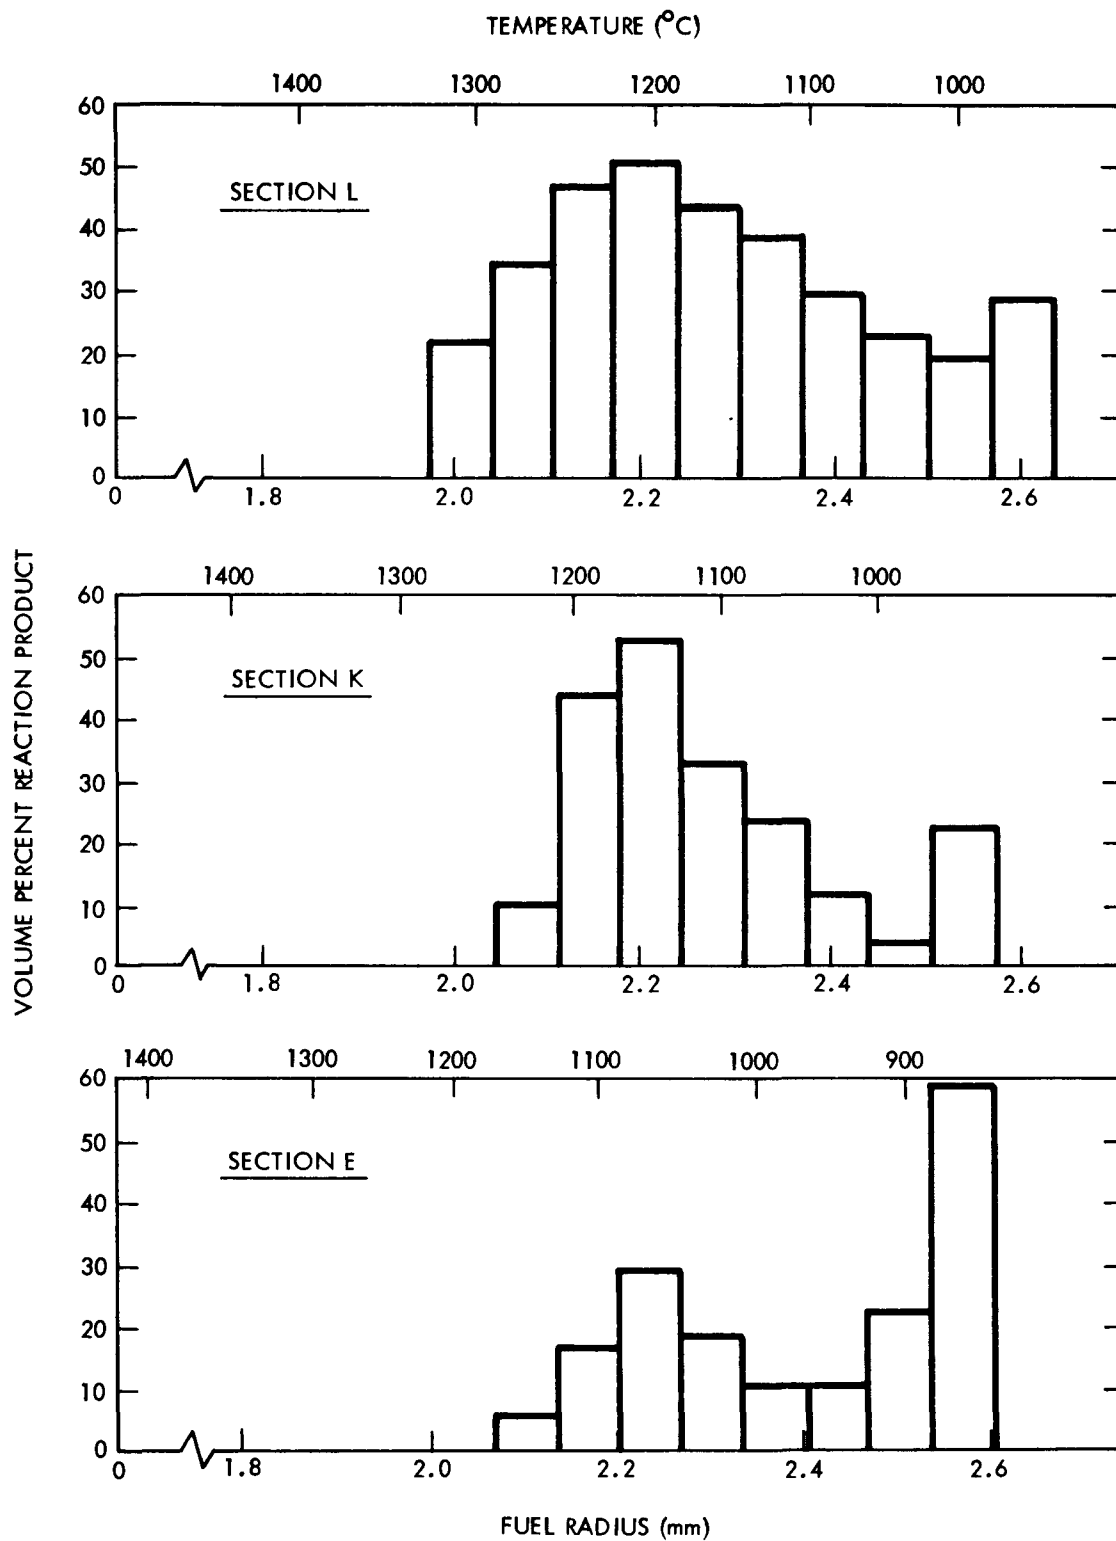 TEMPERATURE (°C)
1400 1300 1200 1100 1000
60
50
SECTION L
40
30
20
10
0
0 1.8 2.0 2.2 2.4 2.6
VOLUME PERCENT REACTION PRODUCT
1400 1300 1200 1100 1000
60
50
SECTION K
40
30
20
10
0
0 1.8 2.0 2.2 2.4 2.6
1400 1300 1200 1100 1000 900
60
50
SECTION E
40
30
20
10
0
0 1.8 2.0 2.2 2.4 2.6
FUEL RADIUS (mm)